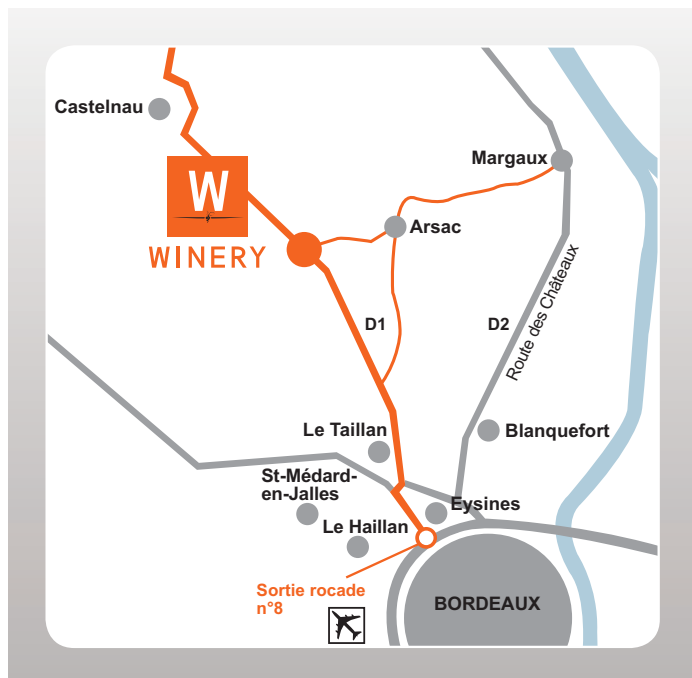 Castelnau
Margaux
W
WINERY
Arsac
D1
D2
Route des Châteaux
Le Taillan
Blanquefort
St-Médard-
en-Jalles
Eysines
Le Haillan
Sortie rocade
n°8
BORDEAUX